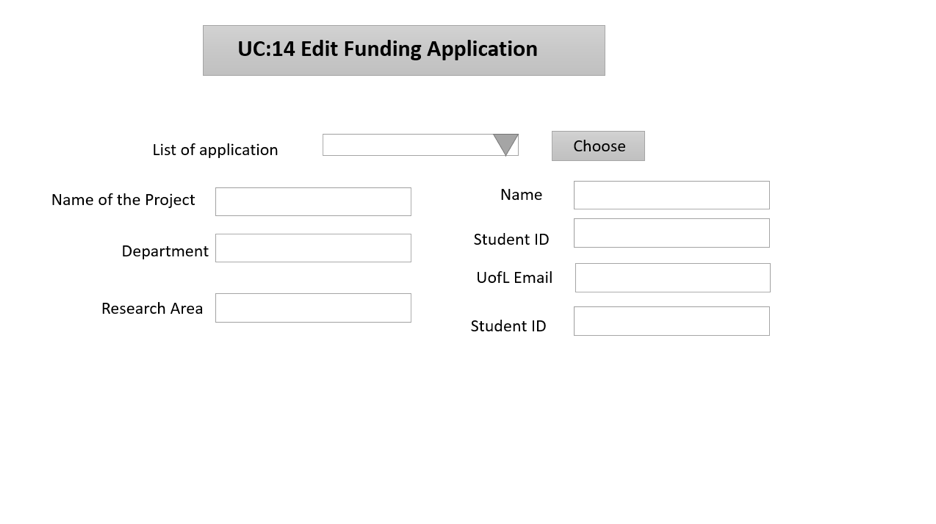 UC:14 Edit Funding Application
List of application
Choose
Name of the Project
Department
Research Area
Name
Student ID
UofL Email
Student ID